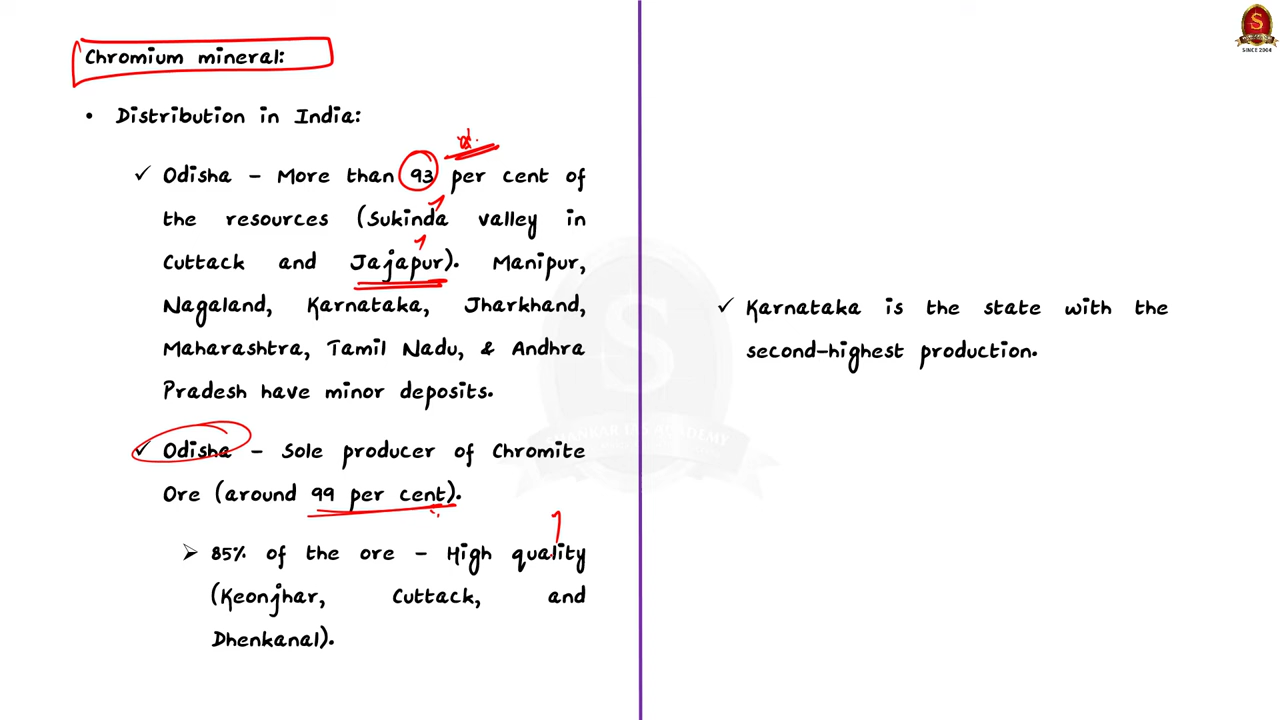 Chromium mineral:
• Distribution in India:
✓ Odisha – More than 93 per cent of
the resources (Sukinda valley in
Cuttack and Jajapur). Manipur,
Nagaland, Karnataka, Jharkhand,
Maharashtra, Tamil Nadu, & Andhra
Pradesh have minor deposits.
✓ Odisha – Sole producer of Chromite
Ore (around 99 per cent).
➢ 85% of the ore – High quality
(Keonjhar, Cuttack, and
Dhenkanal).
✓ Karnataka is the state with the
second-highest production.
S
SINCE 2004